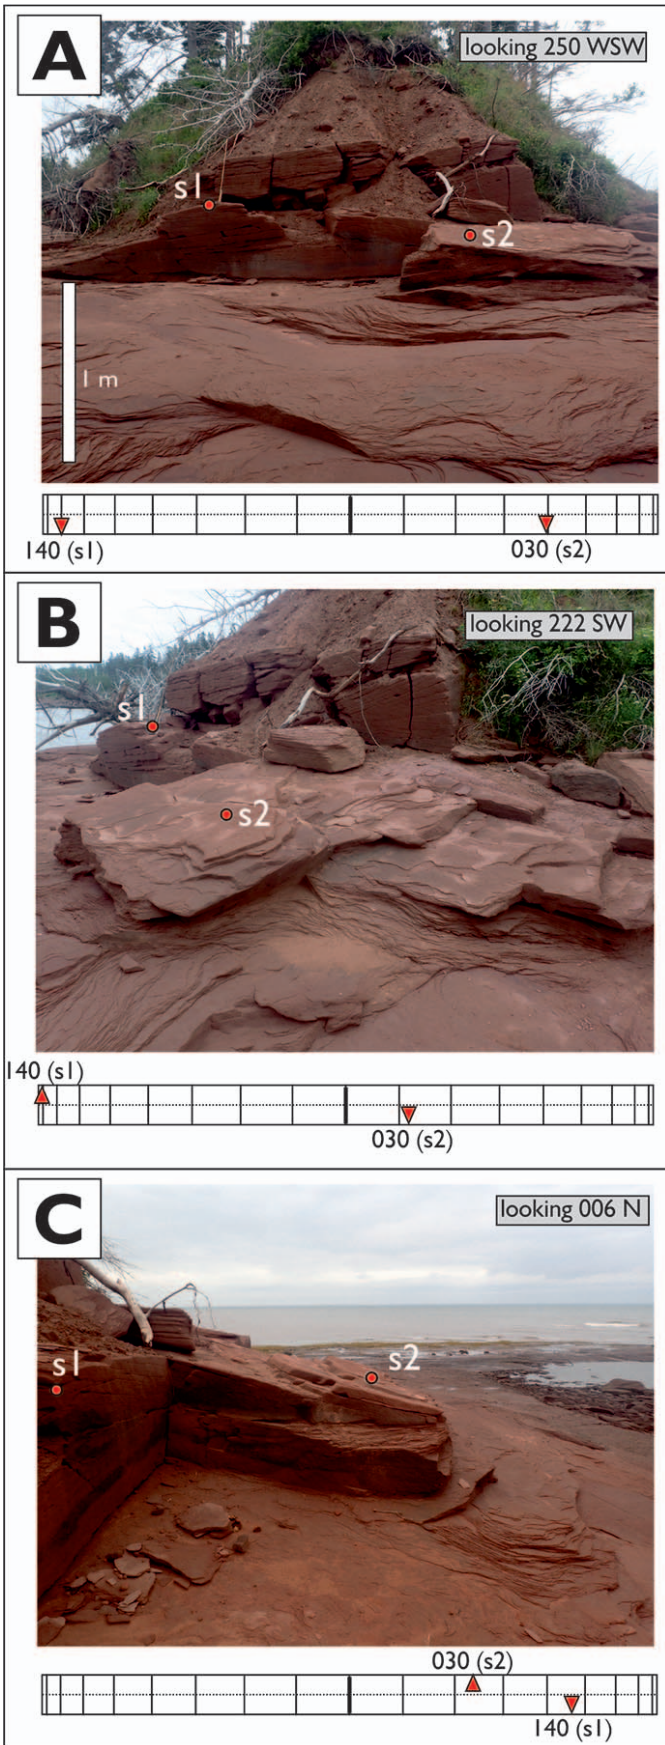 A
looking 250 WSW
s1
s2
1 m
140 (s1)
030 (s2)
B
looking 222 SW
s1
s2
140 (s1)
030 (s2)
C
looking 006 N
s1
s2
030 (s2)
140 (s1)